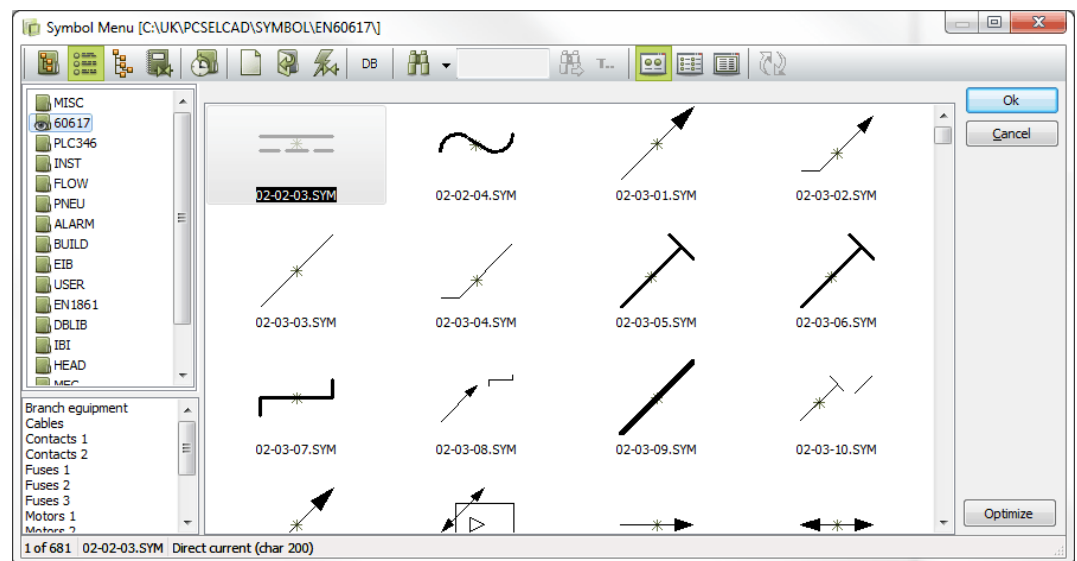 Symbol Menu [C:\UK\PCSELCAD\SYMBOL\EN60617\]
DB
T...
MISC
60617
PLC346
INST
FLOW
PNEU
ALARM
BUILD
EIB
USER
EN1861
DBLIB
IBI
HEAD
Branch equipment
Cables
Contacts 1
Contacts 2
Fuses 1
Fuses 2
Fuses 3
Motors 1
Motors 2
02-02-03.SYM 02-02-04.SYM 02-03-01.SYM 02-03-02.SYM
02-03-03.SYM 02-03-04.SYM 02-03-05.SYM 02-03-06.SYM
02-03-07.SYM 02-03-08.SYM 02-03-09.SYM 02-03-10.SYM
Ok
Cancel
Optimize
1 of 681 02-02-03.SYM Direct current (char 200)